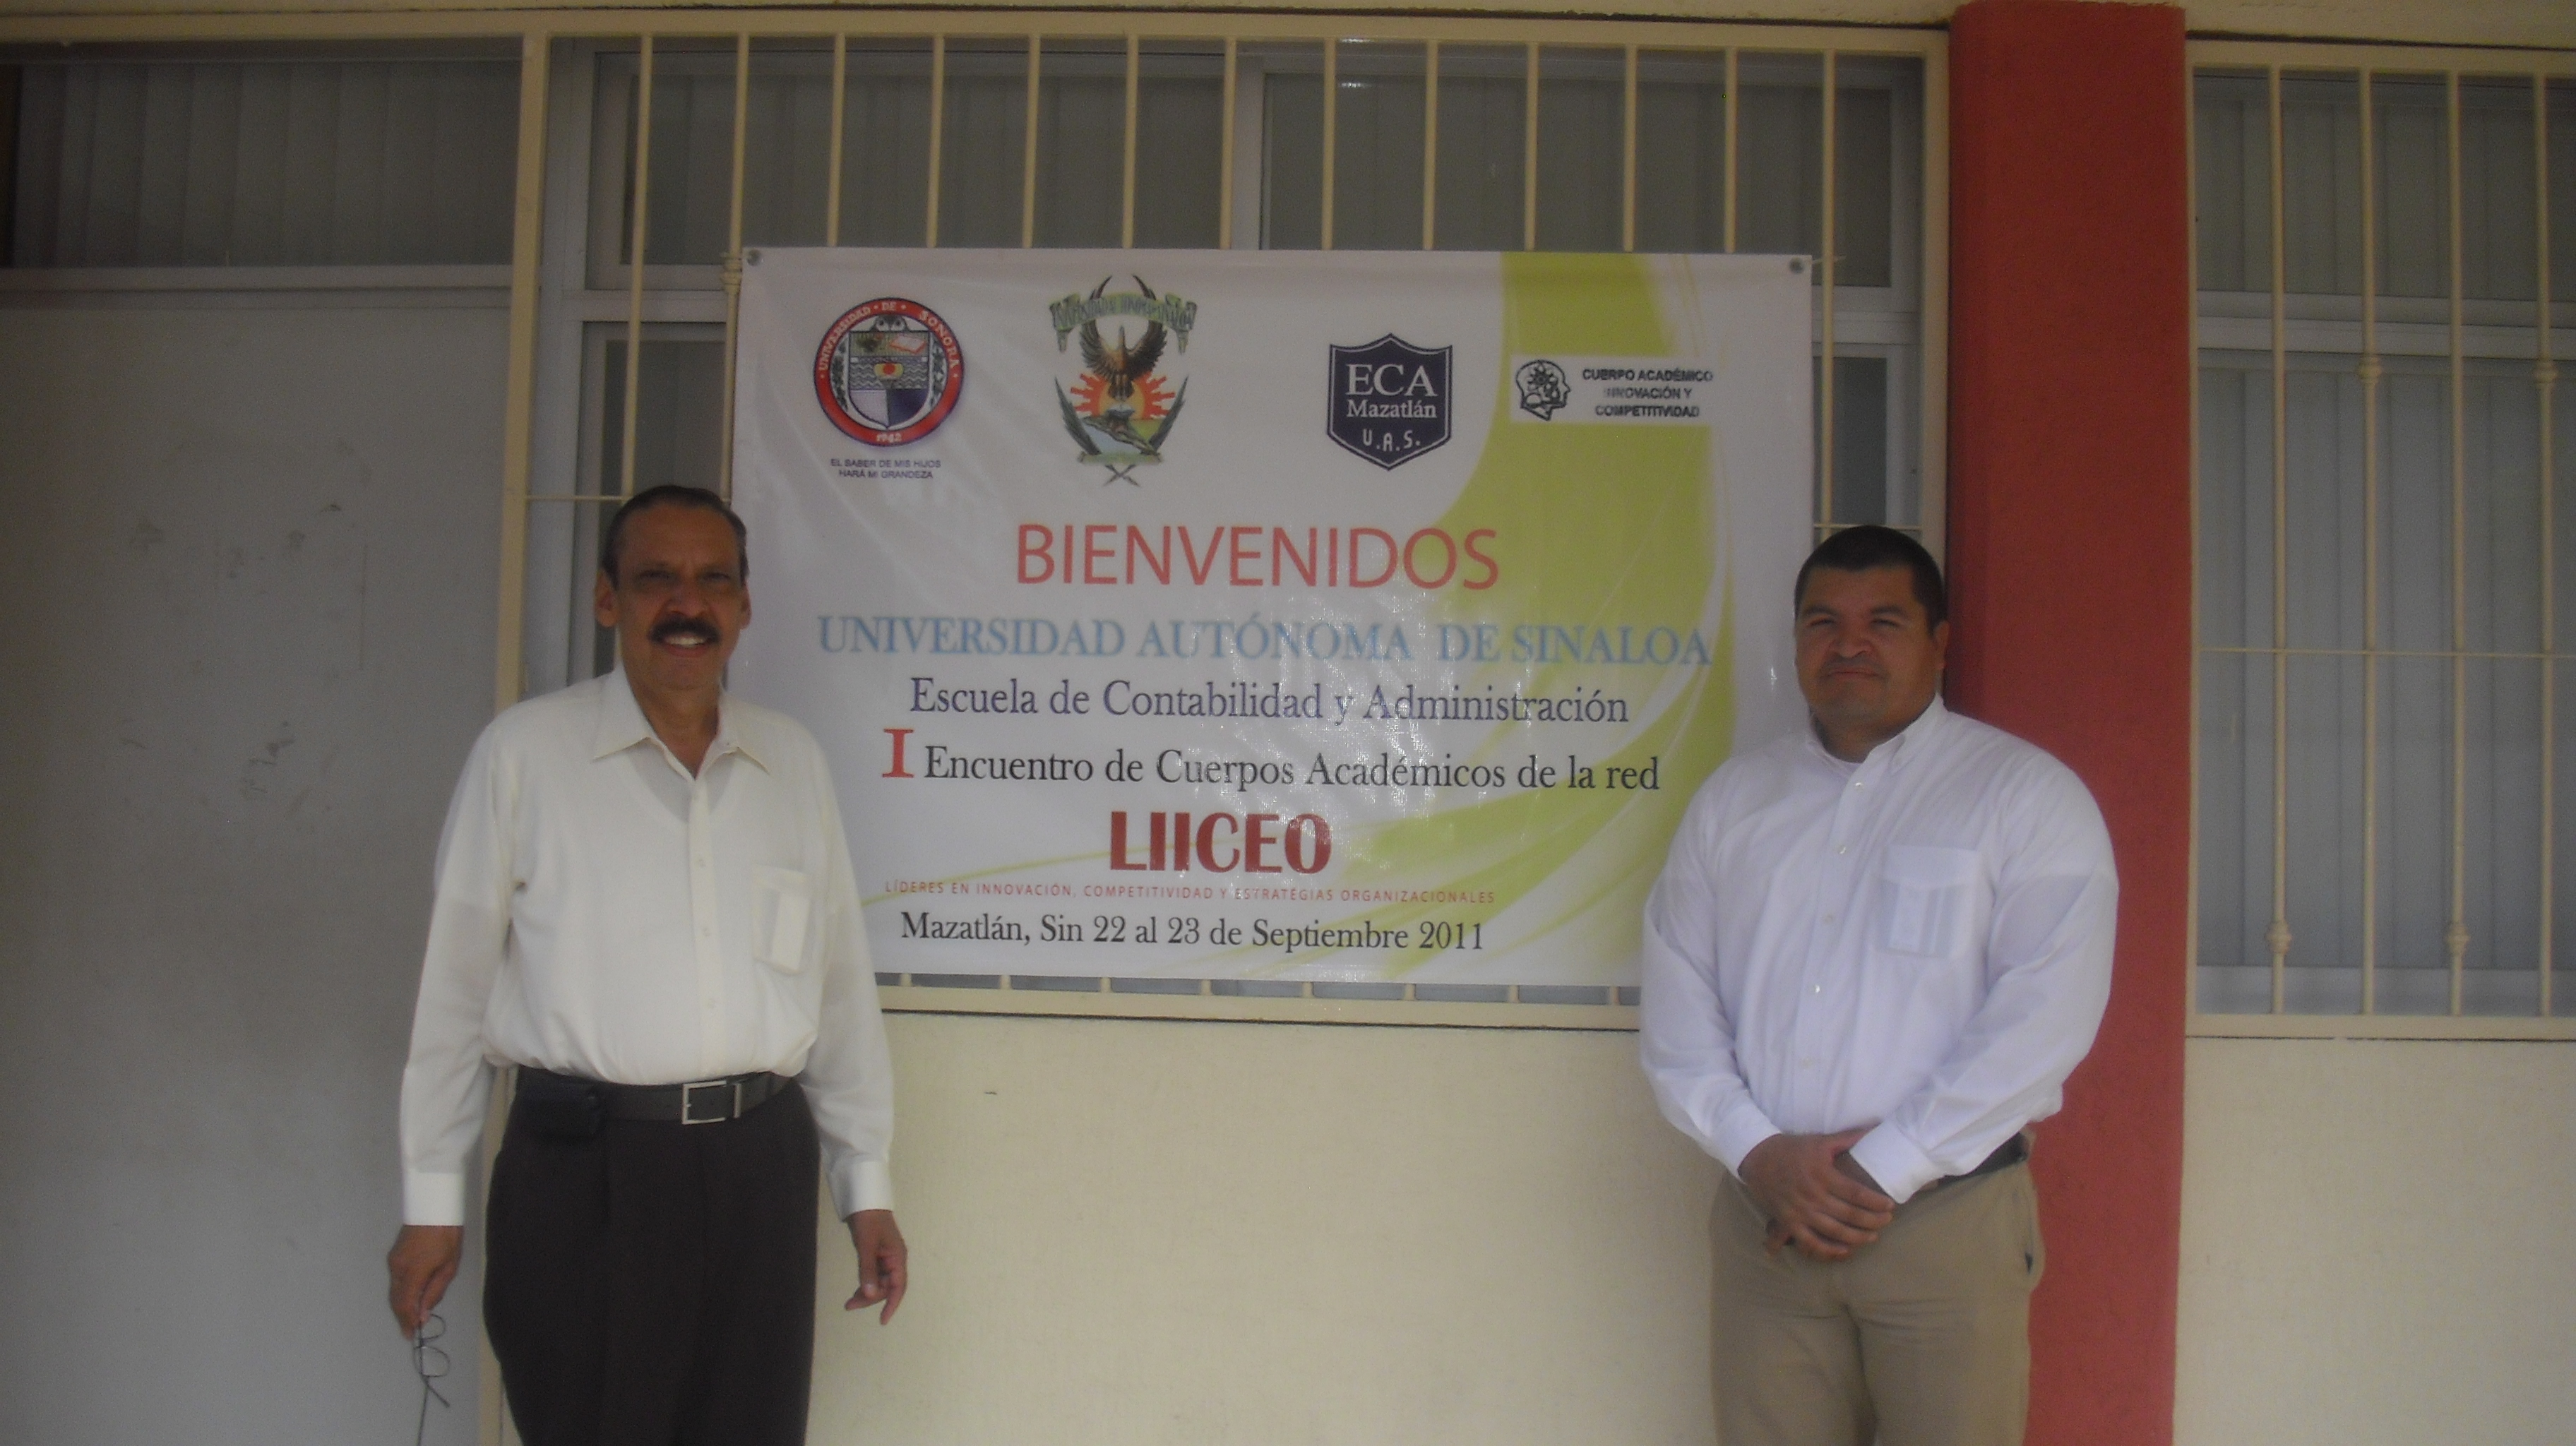 UNIVERSIDAD · DE · SONORA
1942
EL SABER DE MIS HIJOS
HARÁ MI GRANDEZA
ECA
Mazatlán
U.A.S.
CUERPO ACADÉMICO
INNOVACIÓN Y
COMPETITIVIDAD
BIENVENIDOS
UNIVERSIDAD AUTÓNOMA DE SINALOA
Escuela de Contabilidad y Administración
I Encuentro de Cuerpos Académicos de la red
LIICEO
LÍDERES EN INNOVACIÓN, COMPETITIVIDAD Y ESTRATEGIAS ORGANIZACIONALES
Mazatlán, Sin 22 al 23 de Septiembre 2011